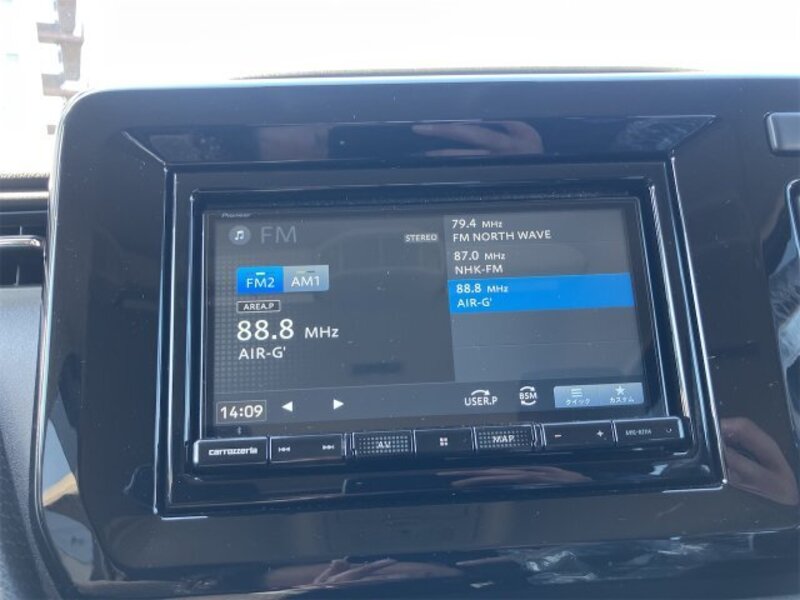 Pioneer
FM
STEREO
FM2
AM1
AREA.P
88.8 MHz
AIR-G'
79.4 MHz
FM NORTH WAVE
87.0 MHz
NHK-FM
88.8 MHz
AIR-G'
14:09
USER.P
BSM
クイック
カスタム
carrozzeria
AV
MAP